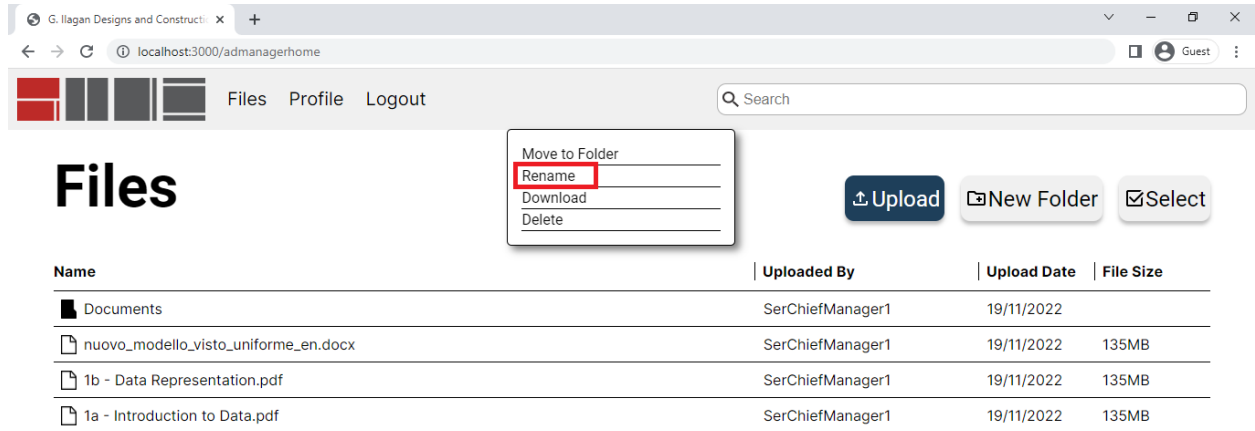 G. Ilagan Designs and Constructi
localhost:3000/admanagerhome
Guest
Files Profile Logout
Search
Files
Move to Folder
Rename
Download
Delete
Upload
New Folder
Select
Name Uploaded By Upload Date File Size
Documents SerChiefManager1 19/11/2022
nuovo_modello_visto_uniforme_en.docx SerChiefManager1 19/11/2022 135MB
1b - Data Representation.pdf SerChiefManager1 19/11/2022 135MB
1a - Introduction to Data.pdf SerChiefManager1 19/11/2022 135MB